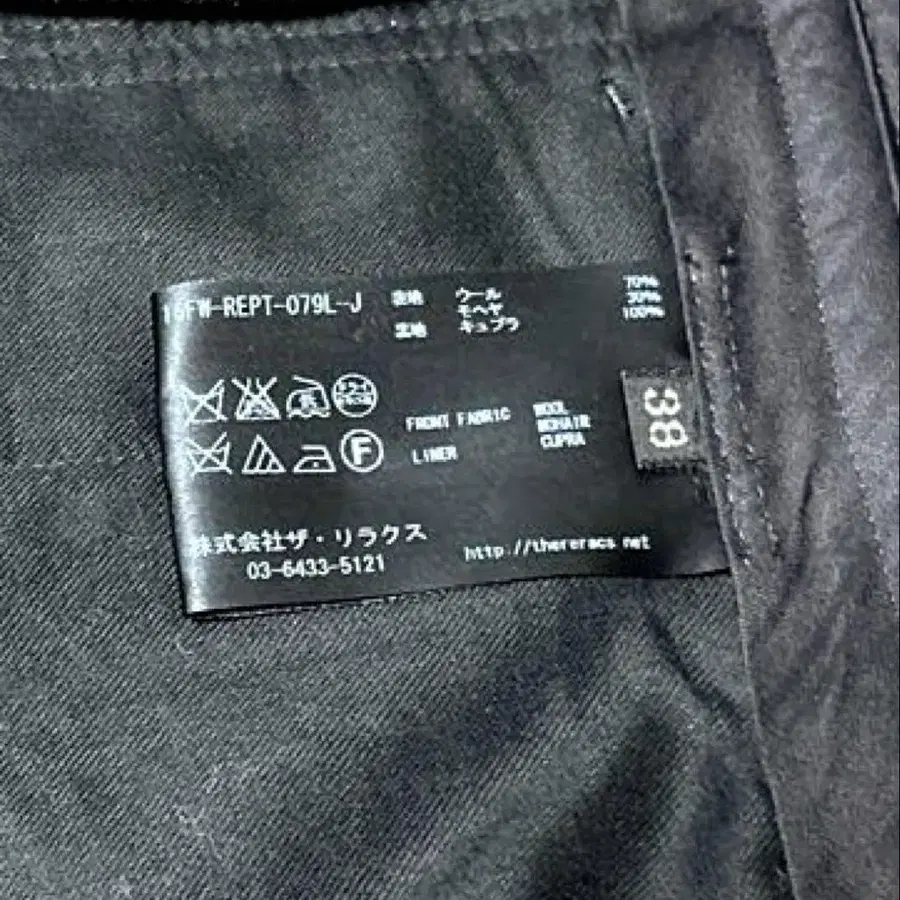 15FW-REPT-079L-J
表地 ウール 70%
モヘヤ 30%
裏地 キュプラ 100%
FRONT FABRIC WOOL
MOHAIR
LINER CUPRA
F
38
株式会社ザ・リラクス
03-6433-5121
http://thereracs.net